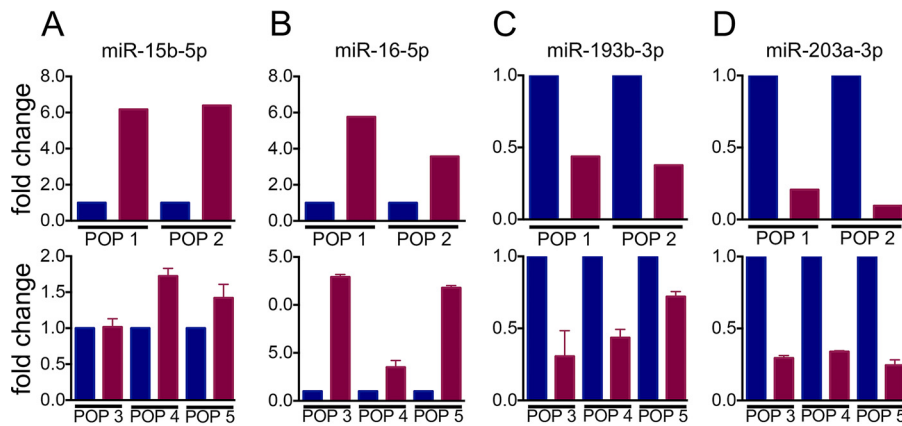 A
B
C
D
miR-15b-5p
miR-16-5p
miR-193b-3p
miR-203a-3p
fold change
8.0
6.0
4.0
2.0
0.0
POP 1
POP 2
8.0
6.0
4.0
2.0
0.0
POP 1
POP 2
1.0
0.5
0.0
POP 1
POP 2
1.0
0.5
0.0
POP 1
POP 2
fold change
2.0
1.5
1.0
0.5
0.0
POP 3
POP 4
POP 5
5.0
0.0
5.0
0.0
POP 3
POP 4
POP 5
1.0
0.5
0.0
POP 3
POP 4
POP 5
1.0
0.5
0.0
POP 3
POP 4
POP 5